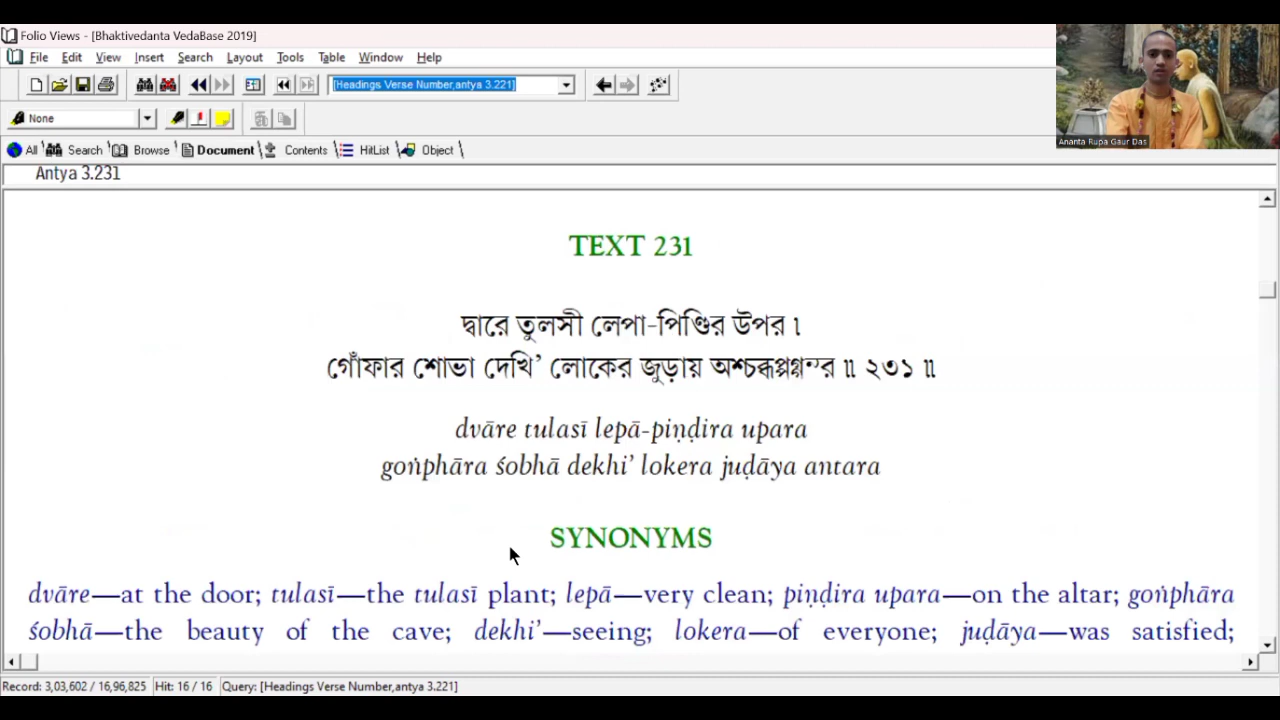 Folio Views - [Bhaktivedanta VedaBase 2019]
File Edit View Insert Search Layout Tools Table Window Help
[Headings Verse Number,antya 3.221]
None
All Search Browse Document Contents HitList Object
Antya 3.231
TEXT 231
দ্বারে তুলসী লেপা-পিণ্ডির উপর ৷
গোঁফার শোভা দেখি’ লোকের জুড়ায় ॥ ২৩১ ॥
dvāre tulasī lepā-piṇḍira upara
goṅphāra śobhā dekhi’ lokera juḍāya antara
SYNONYMS
dvāre—at the door; tulasī—the tulasī plant; lepā—very clean; piṇḍira upara—on the altar; goṅphāra
śobhā—the beauty of the cave; dekhi’—seeing; lokera—of everyone; juḍāya—was satisfied;
Record: 3,03,602 / 16,96,825 Hit: 16 / 16 Query: [Headings Verse Number,antya 3.221]
Ananta Rupa Gaur Das